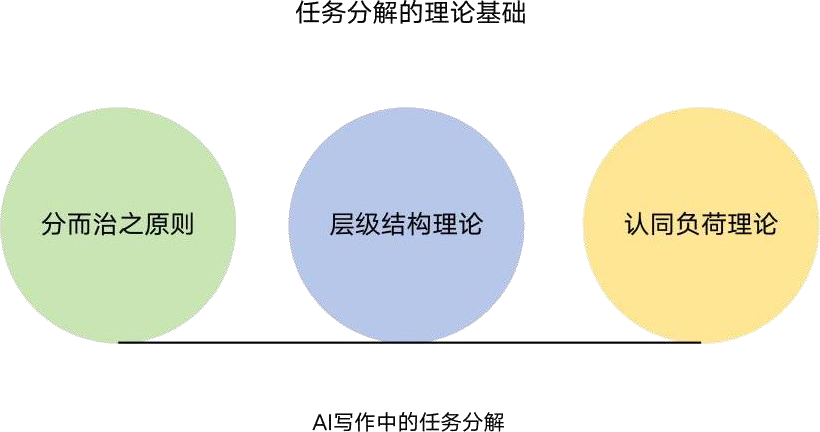 任务分解的理论基础
分而治之原则
层级结构理论
认同负荷理论
AI写作中的任务分解